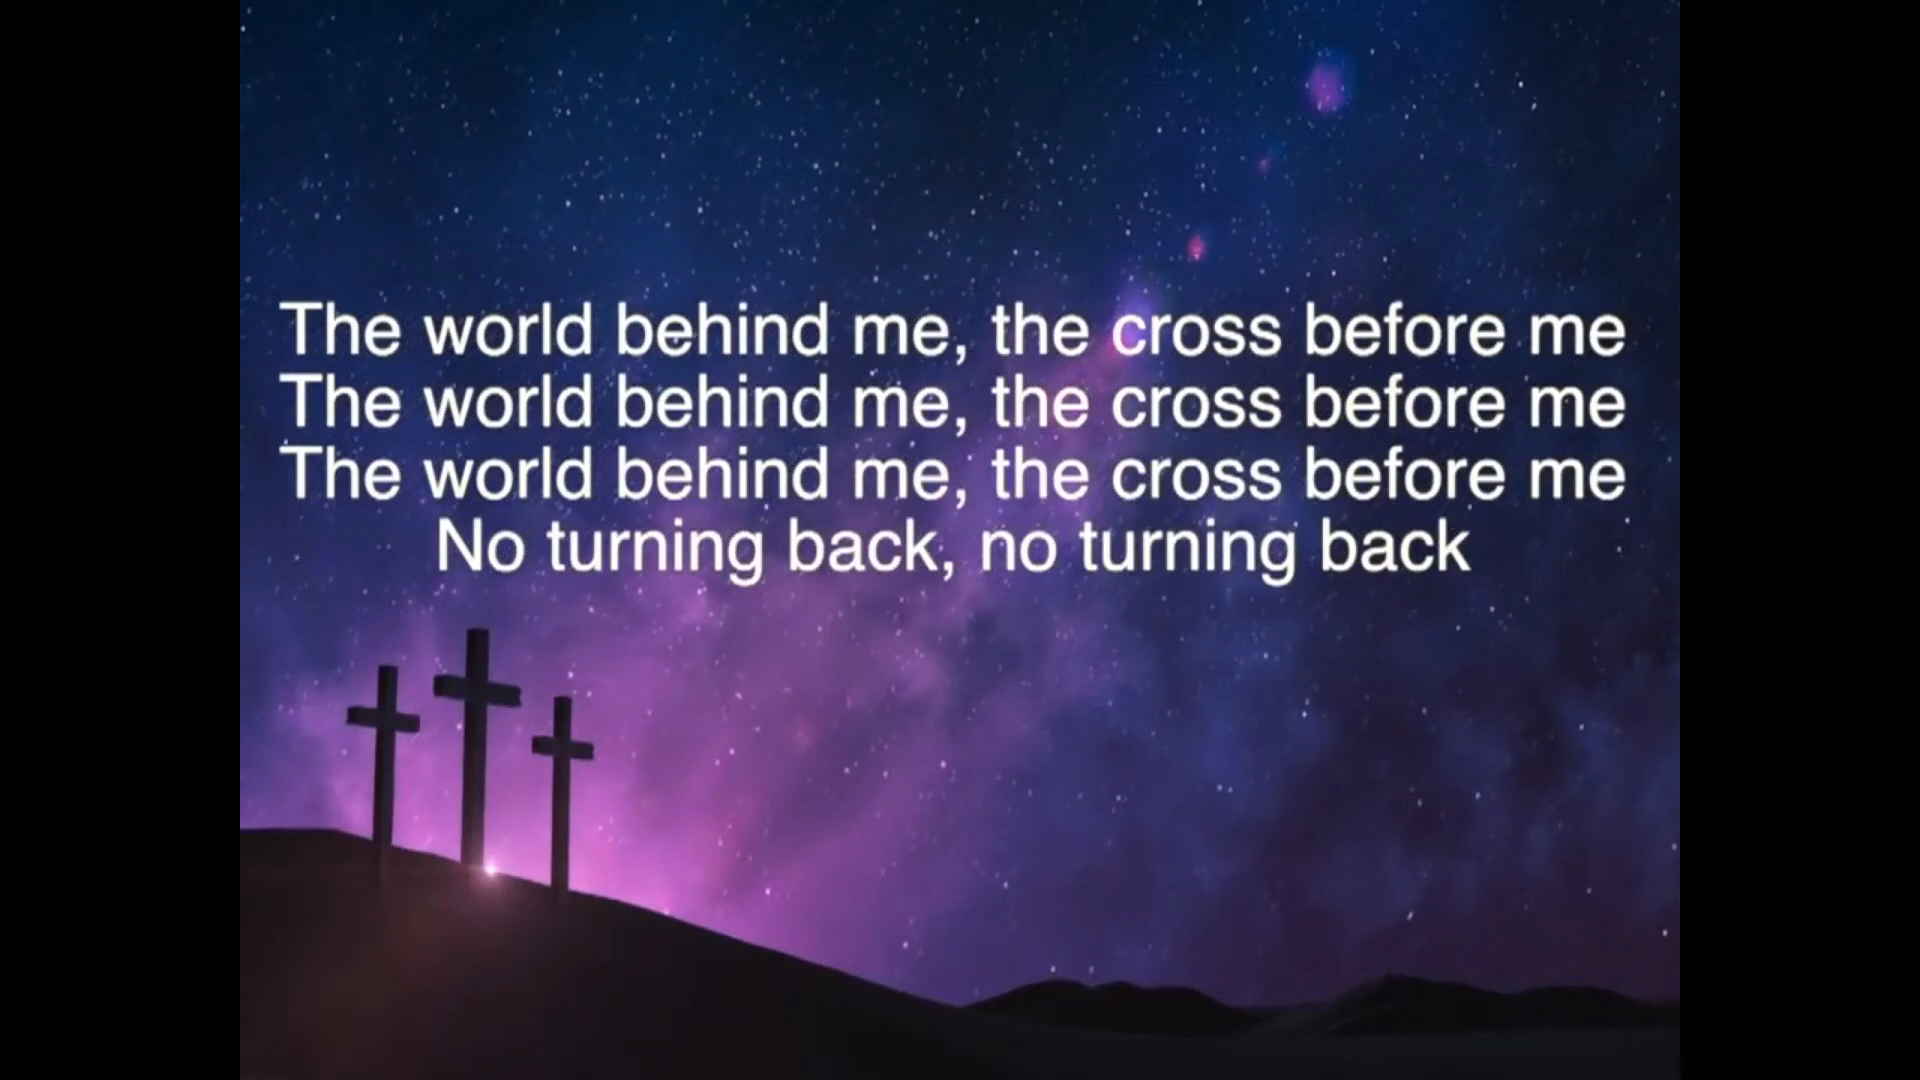 The world behind me, the cross before me
The world behind me, the cross before me
The world behind me, the cross before me
No turning back, no turning back